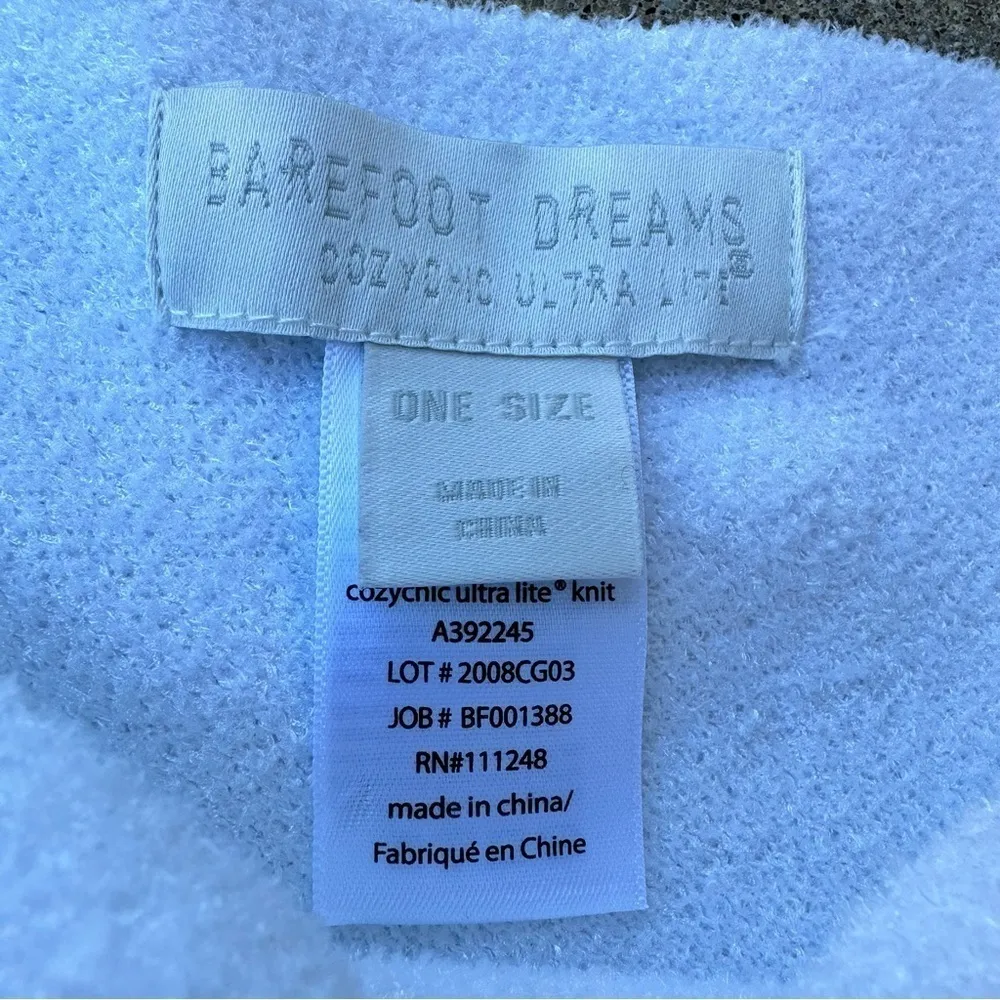 BAREFOOT DREAMS
COZYCHIC ULTRA LITE®
ONE SIZE
MADE IN
CHINA
cozychic ultra lite® knit
A392245
LOT # 2008CG03
JOB # BF001388
RN#111248
made in china/
Fabriqué en Chine